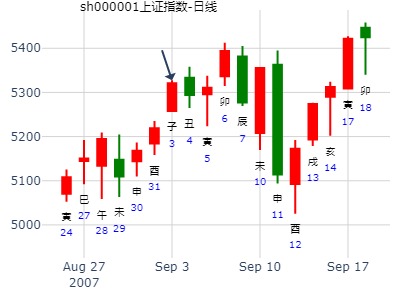 sh000001上证指数-日线
5400
5300
5200
5100
5000
寅
24
巳
27
午
28
未
29
申
30
酉
31
子
3
丑
4
寅
5
卯
6
辰
7
未
10
申
11
酉
12
戌
13
亥
14
寅
17
卯
18
Aug 27
2007
Sep 3
Sep 10
Sep 17